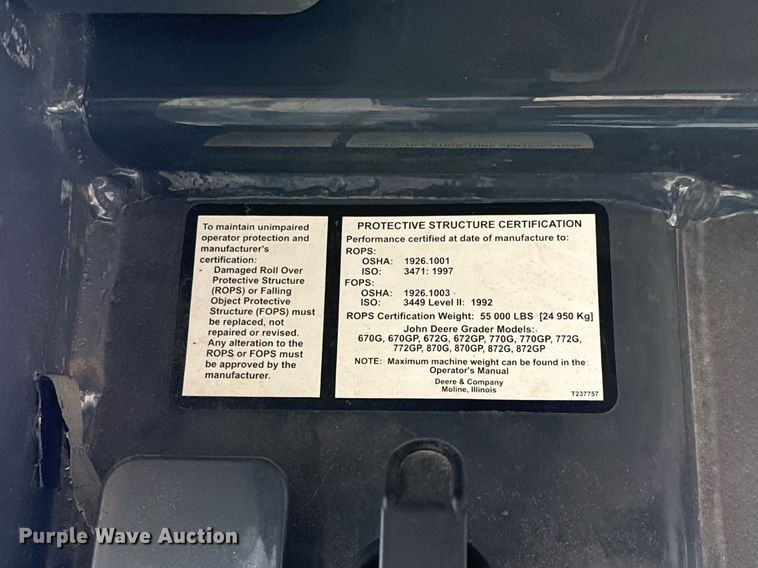 To maintain unimpaired
operator protection and
manufacturer's
certification:
- Damaged Roll Over
Protective Structure
(ROPS) or Falling
Object Protective
Structure (FOPS) must
be replaced, not
repaired or revised.
- Any alteration to the
ROPS or FOPS must
be approved by the
manufacturer.
PROTECTIVE STRUCTURE CERTIFICATION
Performance certified at date of manufacture to:
ROPS:
OSHA: 1926.1001
ISO: 3471: 1997
FOPS:
OSHA: 1926.1003
ISO: 3449 Level II: 1992
ROPS Certification Weight: 55 000 LBS [24 950 Kg]
John Deere Grader Models:
670G, 670GP, 672G, 672GP, 770G, 770GP, 772G,
772GP, 870G, 870GP, 872G, 872GP
NOTE: Maximum machine weight can be found in the
Operator's Manual
Deere & Company
Moline, Illinois
T237757
Purple Wave Auction